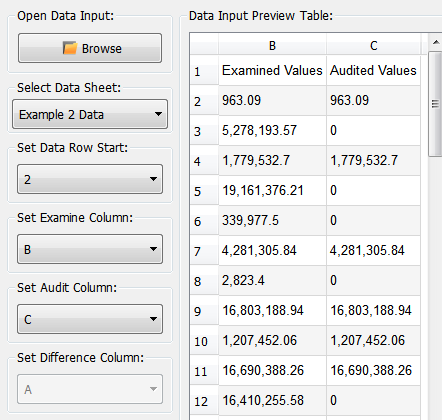 Open Data Input:
Browse
Select Data Sheet:
Example 2 Data
Set Data Row Start:
2
Set Examine Column:
B
Set Audit Column:
C
Set Difference Column:
A
Data Input Preview Table:
B C
1 Examined Values Audited Values
2 963.09 963.09
3 5,278,193.57 0
4 1,779,532.7 1,779,532.7
5 19,161,376.21 0
6 339,977.5 0
7 4,281,305.84 4,281,305.84
8 2,823.4 0
9 16,803,188.94 16,803,188.94
10 1,207,452.06 1,207,452.06
11 16,690,388.26 16,690,388.26
12 16,410,255.58 0